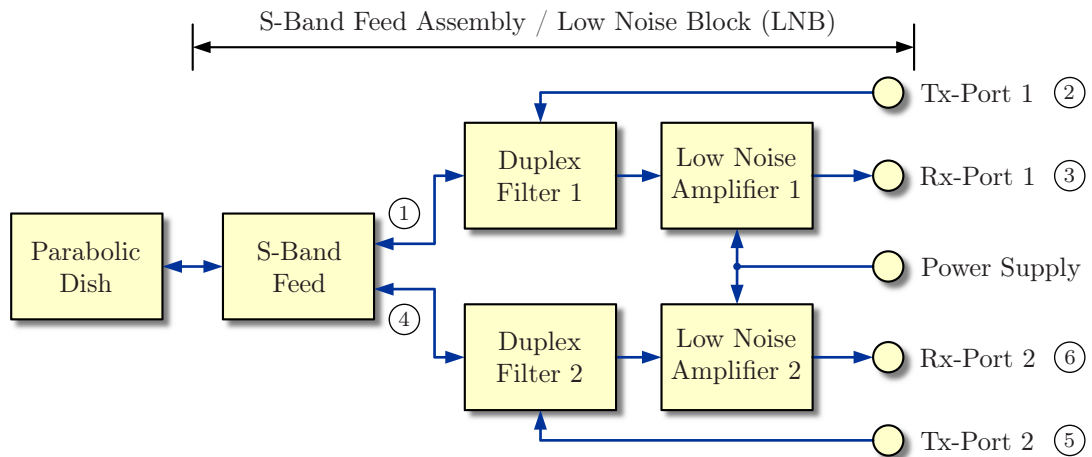 S-Band Feed Assembly / Low Noise Block (LNB)
Tx-Port 1 2
Duplex
Filter 1
Low Noise
Amplifier 1
Rx-Port 1 3
1
Parabolic
Dish
S-Band
Feed
Power Supply
4
Duplex
Filter 2
Low Noise
Amplifier 2
Rx-Port 2 6
Tx-Port 2 5